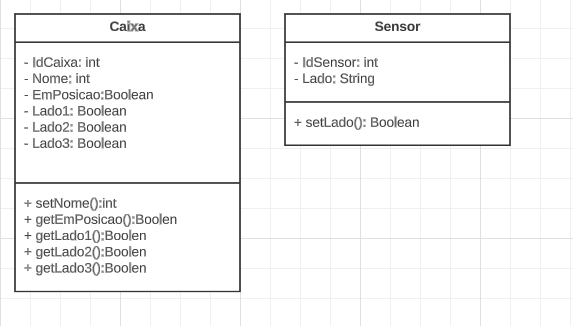 Caixa
- IdCaixa: int
- Nome: int
- EmPosicao:Boolean
- Lado1: Boolean
- Lado2: Boolean
- Lado3: Boolean
+ setNome():int
+ getEmPosicao():Boolen
+ getLado1():Boolen
+ getLado2():Boolen
+ getLado3():Boolen
Sensor
- IdSensor: int
- Lado: String
+ setLado(): Boolean